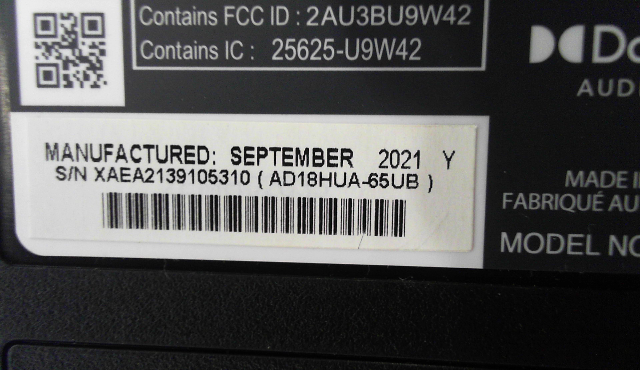 Contains FCC ID : 2AU3BU9W42
Contains IC : 25625-U9W42
AUD
MANUFACTURED: SEPTEMBER 2021 Y
S/N XAEA2139105310 ( AD18HUA-65UB )
MADE
FABRIQUÉ AU
MODEL NO